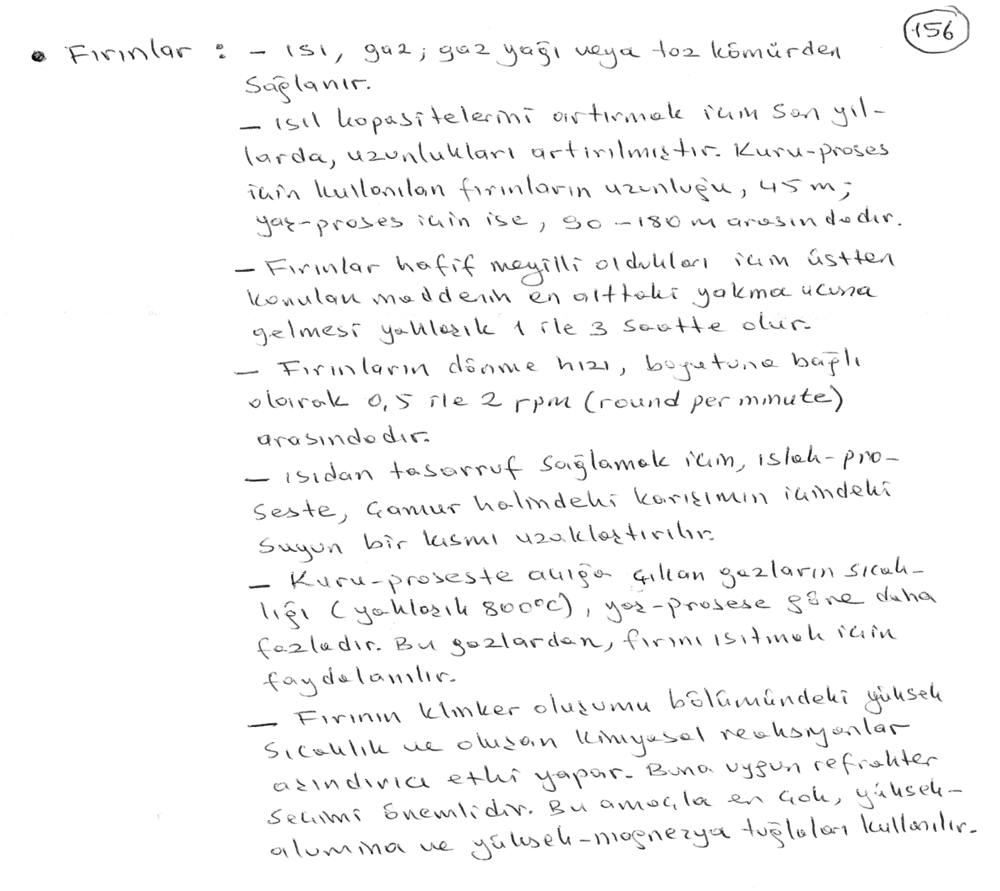 156
• Fırınlar : – ısı, gaz; gaz yağı veya toz kömürden
sağlanır.
– ısıl kapasitelerini artırmak için son yıl-
larda, uzunlukları artırılmıştır. Kuru-proses
için kullanılan fırınların uzunluğu, 45 m;
yaş-proses için ise, 90 – 180 m arasındadır.
– Fırınlar hafif meyilli oldukları için üstten
konulan maddenin en alttaki yakma ucuna
gelmesi yaklaşık 1 ile 3 saatte olur.
– Fırınların dönme hızı, boyutuna bağlı
olarak 0,5 ile 2 rpm (round per minute)
arasındadır.
– ısıdan tasarruf sağlamak için, ıslak-pro-
seste, çamur halindeki karışımın içindeki
suyun bir kısmı uzaklaştırılır.
– Kuru-proseste açığa çıkan gazların sıcak-
lığı (yaklaşık 800°C), yaş-prosese göre daha
fazladır. Bu gazlardan, fırını ısıtmak için
faydalanılır.
– Fırının klinker oluşumu bölümündeki yüksek
sıcaklık ve oluşan kimyasal reaksiyonlar
aşındırıcı etki yapar. Buna uygun refrakter
seçimi önemlidir. Bu amaçla en çok, yüksek-
alumina ve yüksek-magnezya tuğlaları kullanılır.